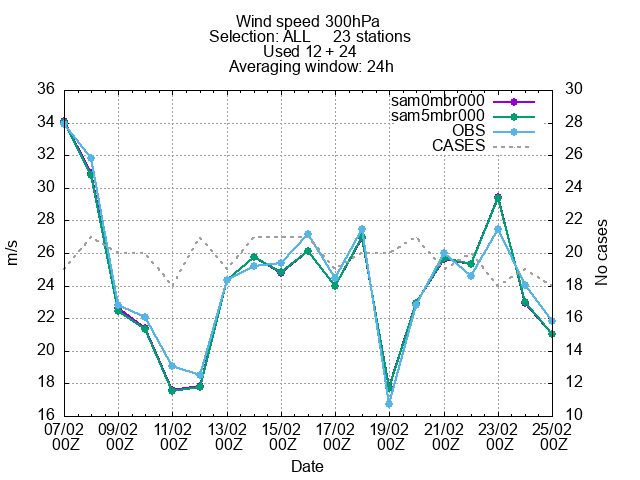 Wind speed 300hPa
Selection: ALL     23 stations
Used 12 + 24
Averaging window: 24h
36 30
sam0mbr000
34 28
sam5mbr000
OBS
32 26
CASES
30 24
28 22
26 20
m/s
No cases
24 18
22 16
20 14
18 12
16 10
07/02 09/02 11/02 13/02 15/02 17/02 19/02 21/02 23/02 25/02
00Z 00Z 00Z 00Z 00Z 00Z 00Z 00Z 00Z 00Z
Date